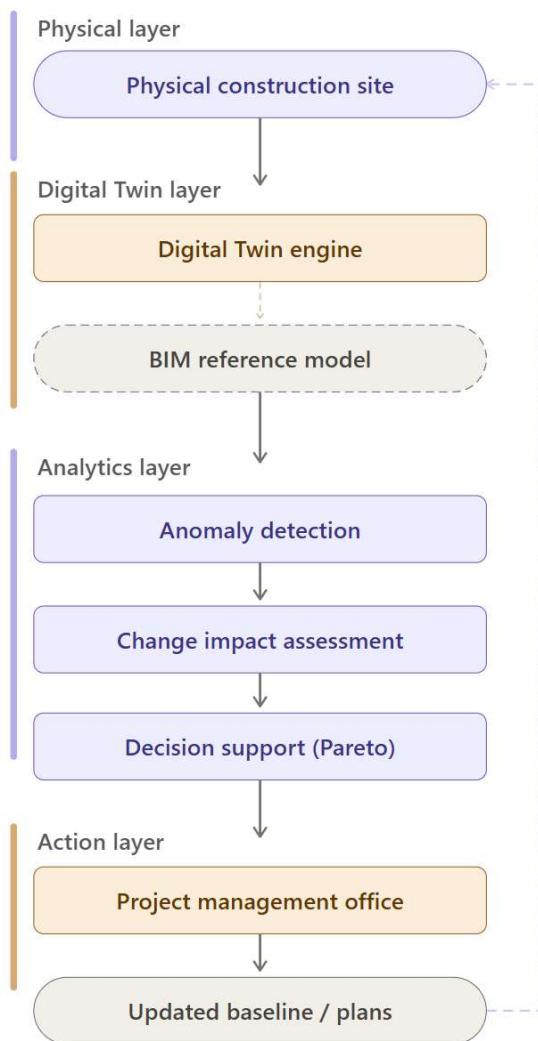 Physical layer
Physical construction site
Digital Twin layer
Digital Twin engine
BIM reference model
Analytics layer
Anomaly detection
Change impact assessment
Decision support (Pareto)
Action layer
Project management office
Updated baseline / plans